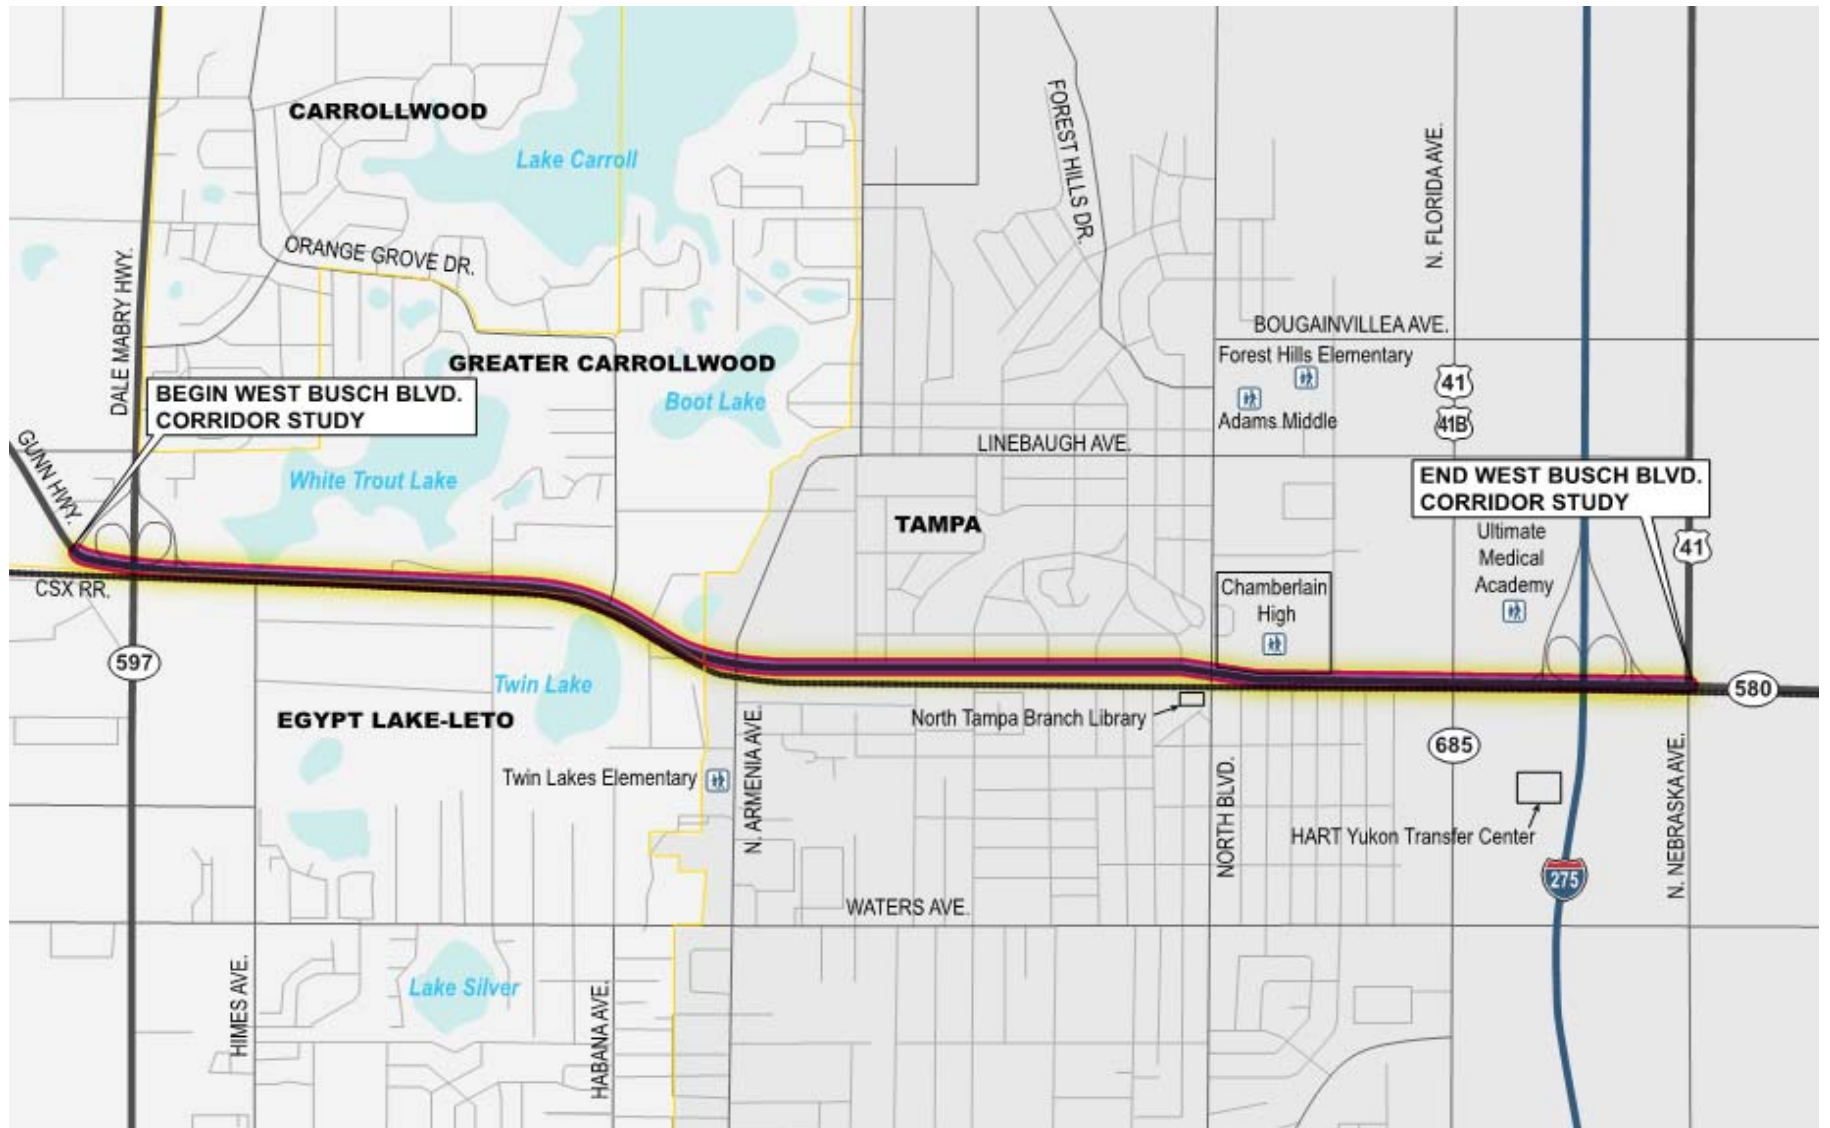 CARROLLWOOD
Lake Carroll
FOREST HILLS DR.
N. FLORIDA AVE.
ORANGE GROVE DR.
DALE MABRY HWY.
BOUGAINVILLEA AVE.
GREATER CARROLLWOOD
Forest Hills Elementary
41
BEGIN WEST BUSCH BLVD.
CORRIDOR STUDY
Boot Lake
Adams Middle
41B
GUNN HWY.
LINEBAUGH AVE.
White Trout Lake
END WEST BUSCH BLVD.
CORRIDOR STUDY
TAMPA
Ultimate
Medical
Academy
41
CSX RR.
Chamberlain
High
597
Twin Lake
580
EGYPT LAKE-LETO
North Tampa Branch Library
685
Twin Lakes Elementary
N. ARMENIA AVE.
NORTH BLVD.
N. NEBRASKA AVE.
HART Yukon Transfer Center
275
WATERS AVE.
HIMES AVE.
Lake Silver
HABANA AVE.